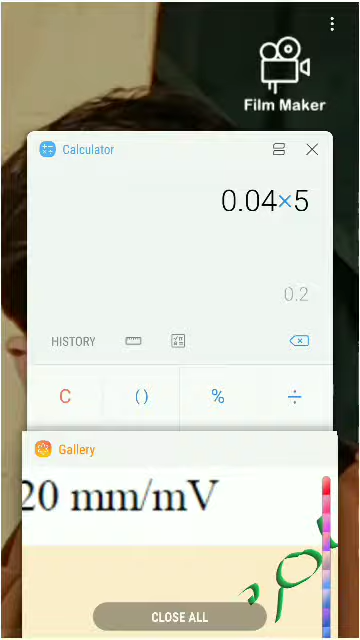 Film Maker
Calculator
0.04×5
0.2
HISTORY
C
()
%
÷
Gallery
20 mm/mV
CLOSE ALL